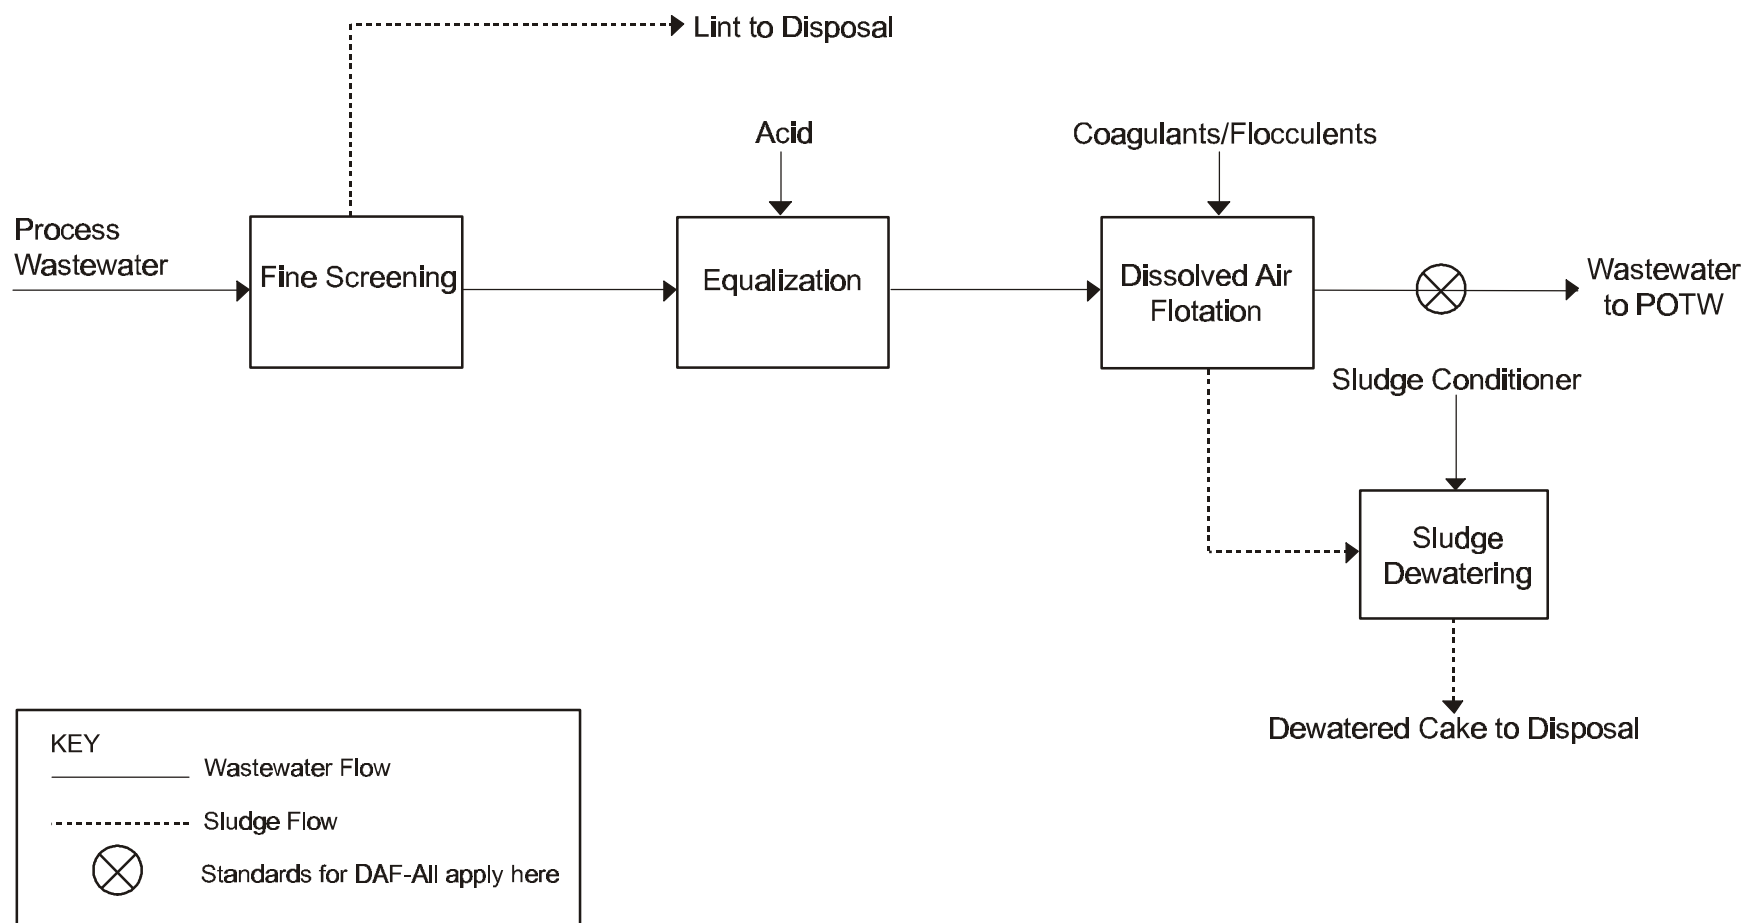 Lint to Disposal
Acid
Coagulants/Flocculents
Process
Wastewater
Fine Screening
Equalization
Dissolved Air
Flotation
Wastewater
to POTW
Sludge Conditioner
Sludge
Dewatering
Dewatered Cake to Disposal
KEY
Wastewater Flow
Sludge Flow
Standards for DAF-All apply here